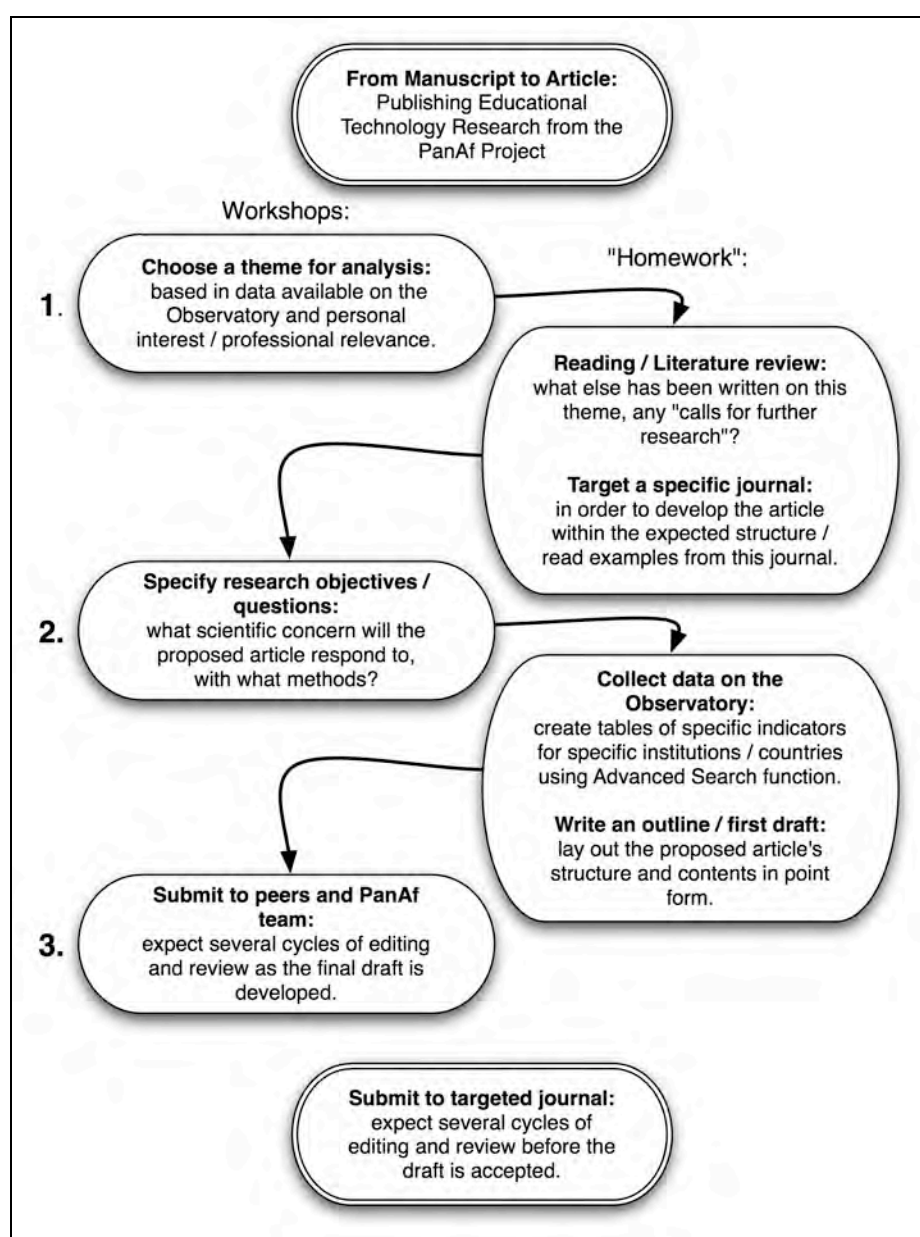 From Manuscript to Article:
Publishing Educational
Technology Research from the
PanAf Project
Workshops:
"Homework":
1.
Choose a theme for analysis:
based in data available on the
Observatory and personal
interest / professional relevance.
Reading / Literature review:
what else has been written on this
theme, any "calls for further
research"?
Target a specific journal:
in order to develop the article
within the expected structure /
read examples from this journal.
2.
Specify research objectives /
questions:
what scientific concern will the
proposed article respond to,
with what methods?
Collect data on the
Observatory:
create tables of specific indicators
for specific institutions / countries
using Advanced Search function.
Write an outline / first draft:
lay out the proposed article's
structure and contents in point
form.
3.
Submit to peers and PanAf
team:
expect several cycles of editing
and review as the final draft is
developed.
Submit to targeted journal:
expect several cycles of
editing and review before the
draft is accepted.